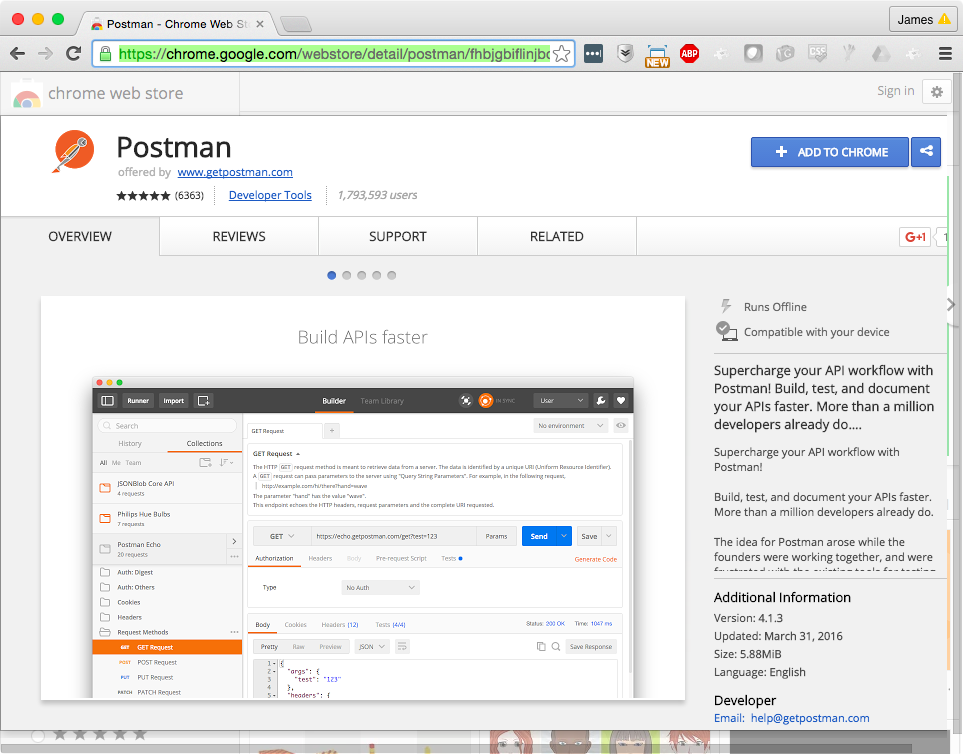 Postman - Chrome Web St
James
https://chrome.google.com/webstore/detail/postman/fhbjgbiflinjb
NEW
ABP
CSS
chrome web store
Sign in
Postman
offered by www.getpostman.com
ADD TO CHROME
★★★★★ (6363)
Developer Tools
1,793,593 users
OVERVIEW
REVIEWS
SUPPORT
RELATED
G+1
1
Build APIs faster
Runner
Import
Builder
Team Library
IN SYNC
User
Search
History
Collections
All Me Team
JSONBlob Core API
4 requests
Philips Hue Bulbs
7 requests
Postman Echo
20 requests
Auth: Digest
Auth: Others
Cookies
Headers
Request Methods
GET GET Request
POST POST Request
PUT PUT Request
PATCH PATCH Request
GET Request
+
No environment
GET Request
The HTTP GET request method is meant to retrieve data from a server. The data is identified by a unique URI (Uniform Resource Identifier).
A GET request can pass parameters to the server using "Query String Parameters". For example, in the following request,
http://example.com/hi/there?hand=wave
The parameter "hand" has the value "wave".
This endpoint echoes the HTTP headers, request parameters and the complete URI requested.
GET
https://echo.getpostman.com/get?test=123
Params
Send
Save
Authorization
Headers
Body
Pre-request Script
Tests
Generate Code
Type
No Auth
Body
Cookies
Headers (12)
Tests (4/4)
Status: 200 OK
Time: 1047 ms
Pretty
Raw
Preview
JSON
Save Response
1 {
2 "args": {
3 "test": "123"
4 },
5 "headers": {
Runs Offline
Compatible with your device
Supercharge your API workflow with
Postman! Build, test, and document
your APIs faster. More than a million
developers already do....
Supercharge your API workflow with
Postman!
Build, test, and document your APIs faster.
More than a million developers already do.
The idea for Postman arose while the
founders were working together, and were
frustrated with the existing tools for testing
Additional Information
Version: 4.1.3
Updated: March 31, 2016
Size: 5.88MiB
Language: English
Developer
Email: help@getpostman.com